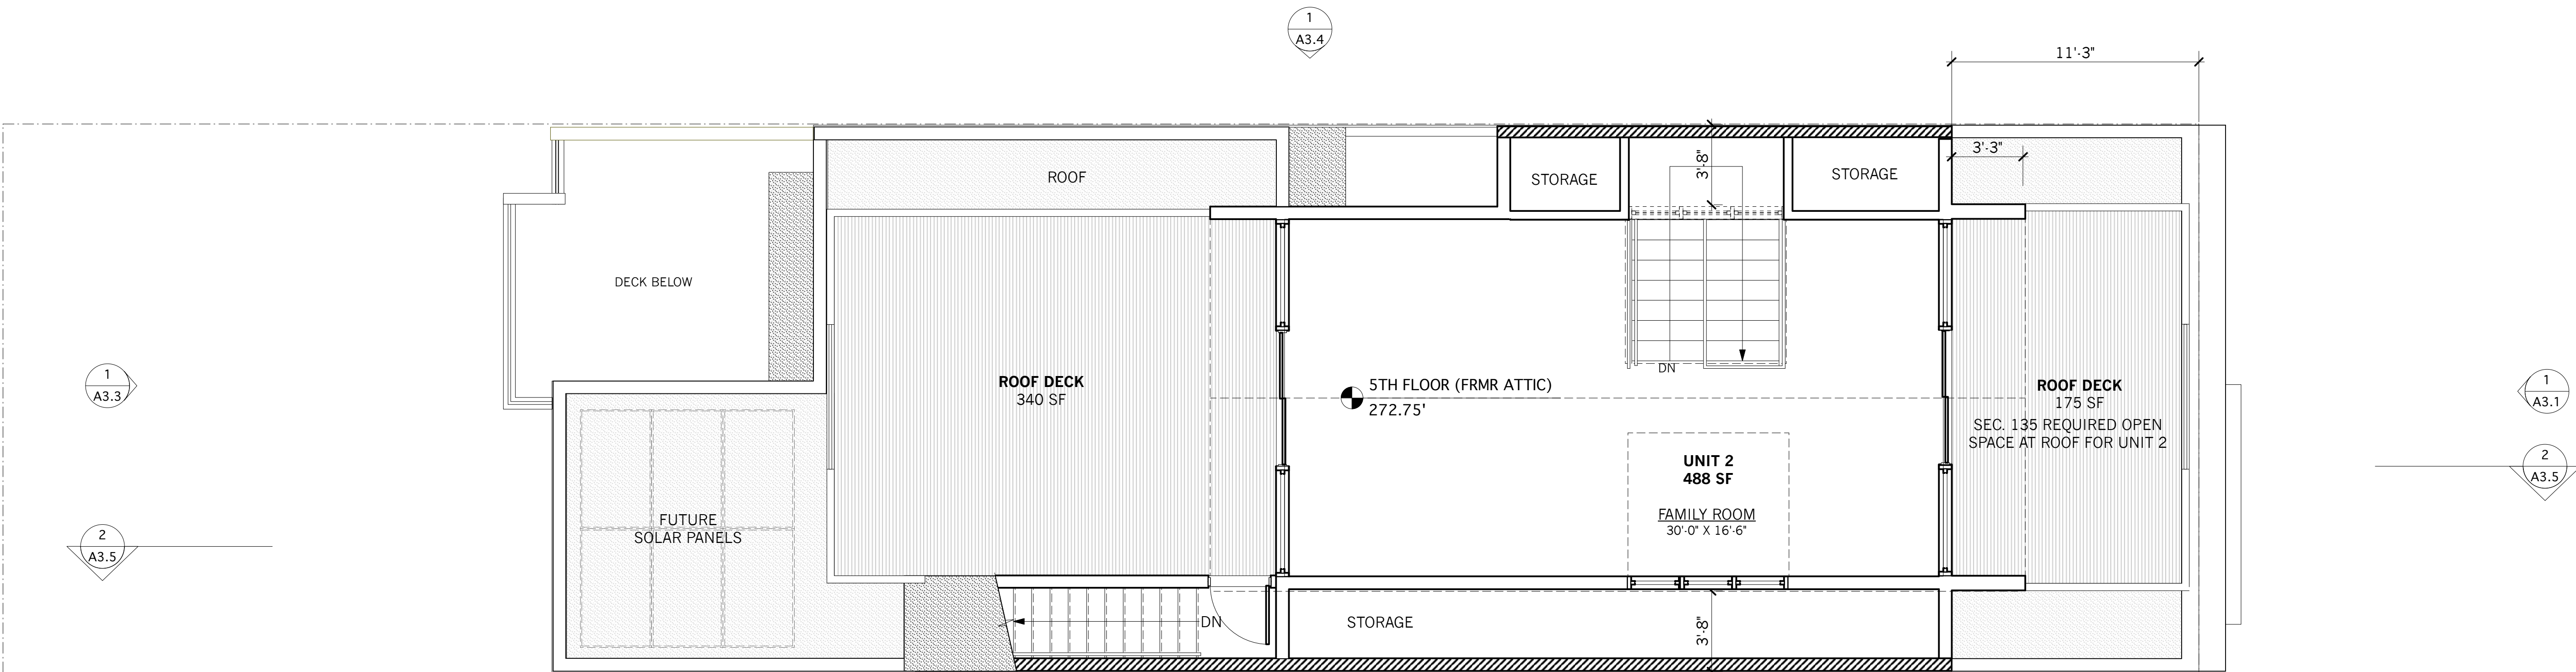 1
A3.4
11'-3"
3'-3"
3'-8"
ROOF
STORAGE
STORAGE
DECK BELOW
DN
1
A3.3
ROOF DECK
340 SF
5TH FLOOR (FRMR ATTIC)
272.75'
ROOF DECK
175 SF
SEC. 135 REQUIRED OPEN
SPACE AT ROOF FOR UNIT 2
1
A3.1
UNIT 2
488 SF
FAMILY ROOM
30'-0" X 16'-6"
2
A3.5
FUTURE
SOLAR PANELS
2
A3.5
DN
STORAGE
3'-8"